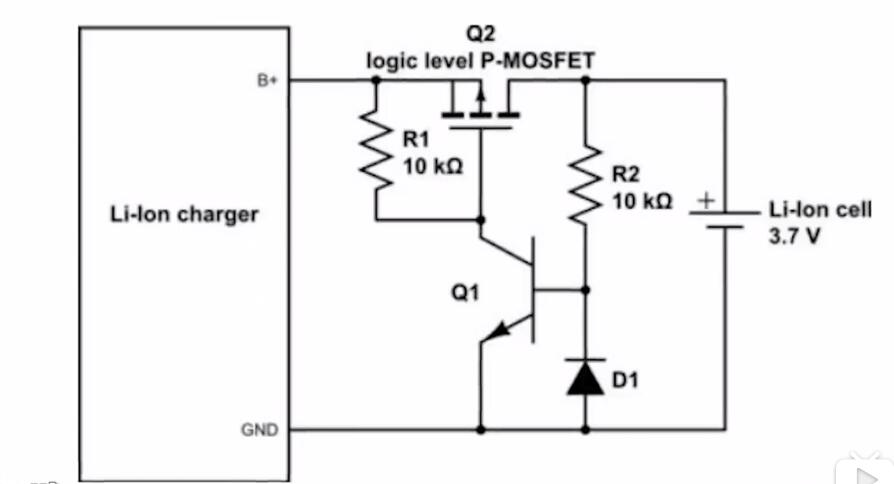 Q2
logic level P-MOSFET
B+
R1
10 kΩ
R2
10 kΩ
+
Li-Ion cell
3.7 V
Li-Ion charger
Q1
D1
GND